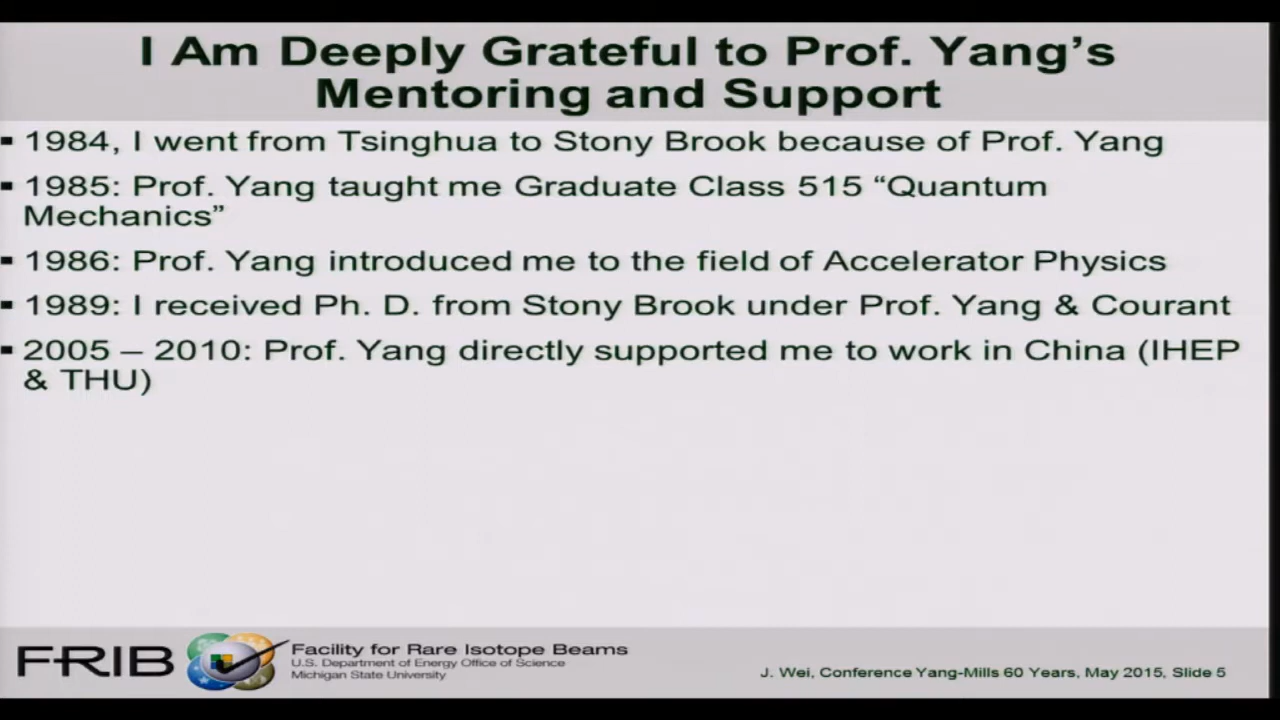 I Am Deeply Grateful to Prof. Yang’s
Mentoring and Support
▪ 1984, I went from Tsinghua to Stony Brook because of Prof. Yang
▪ 1985: Prof. Yang taught me Graduate Class 515 “Quantum
Mechanics”
▪ 1986: Prof. Yang introduced me to the field of Accelerator Physics
▪ 1989: I received Ph. D. from Stony Brook under Prof. Yang & Courant
▪ 2005 – 2010: Prof. Yang directly supported me to work in China (IHEP
& THU)
FRIB
Facility for Rare Isotope Beams
U.S. Department of Energy Office of Science
Michigan State University
J. Wei, Conference Yang-Mills 60 Years, May 2015, Slide 5